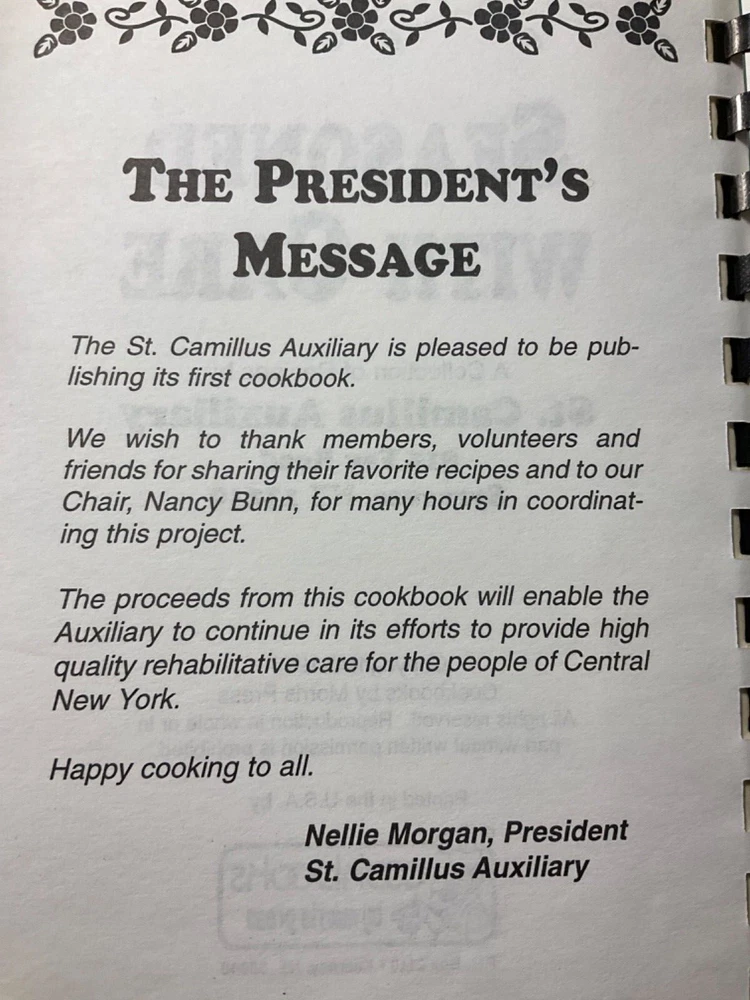 THE PRESIDENT'S
MESSAGE
The St. Camillus Auxiliary is pleased to be pub-
lishing its first cookbook.
We wish to thank members, volunteers and
friends for sharing their favorite recipes and to our
Chair, Nancy Bunn, for many hours in coordinat-
ing this project.
The proceeds from this cookbook will enable the
Auxiliary to continue in its efforts to provide high
quality rehabilitative care for the people of Central
New York.
Happy cooking to all.
Nellie Morgan, President
St. Camillus Auxiliary